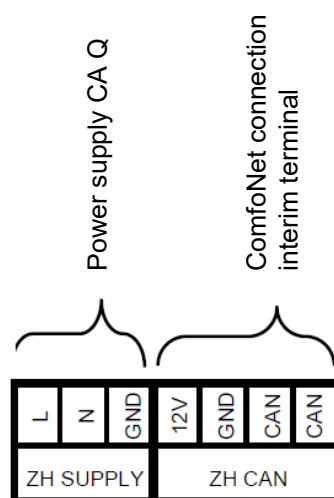 Power supply CA Q
ComfoNet connection
interim terminal
L
N
GND
12V
GND
CAN
CAN
ZH SUPPLY
ZH CAN